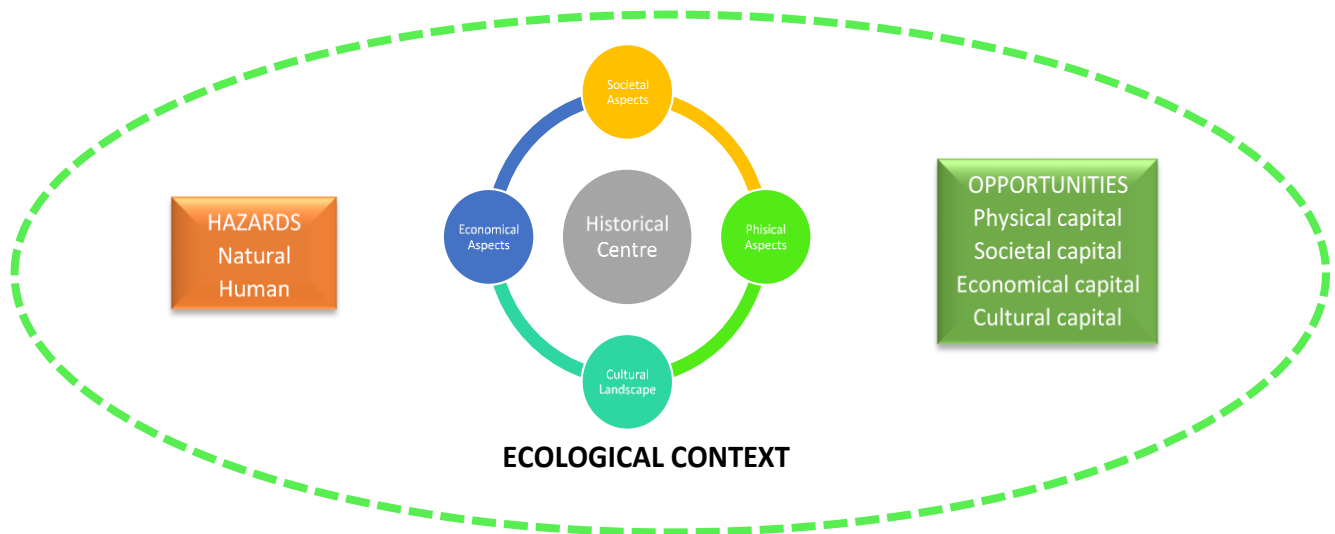 Societal
Aspects
HAZARDS
Natural
Human
Economical
Aspects
Historical
Centre
Phisical
Aspects
OPPORTUNITIES
Physical capital
Societal capital
Economical capital
Cultural capital
Cultural
Landscape
ECOLOGICAL CONTEXT